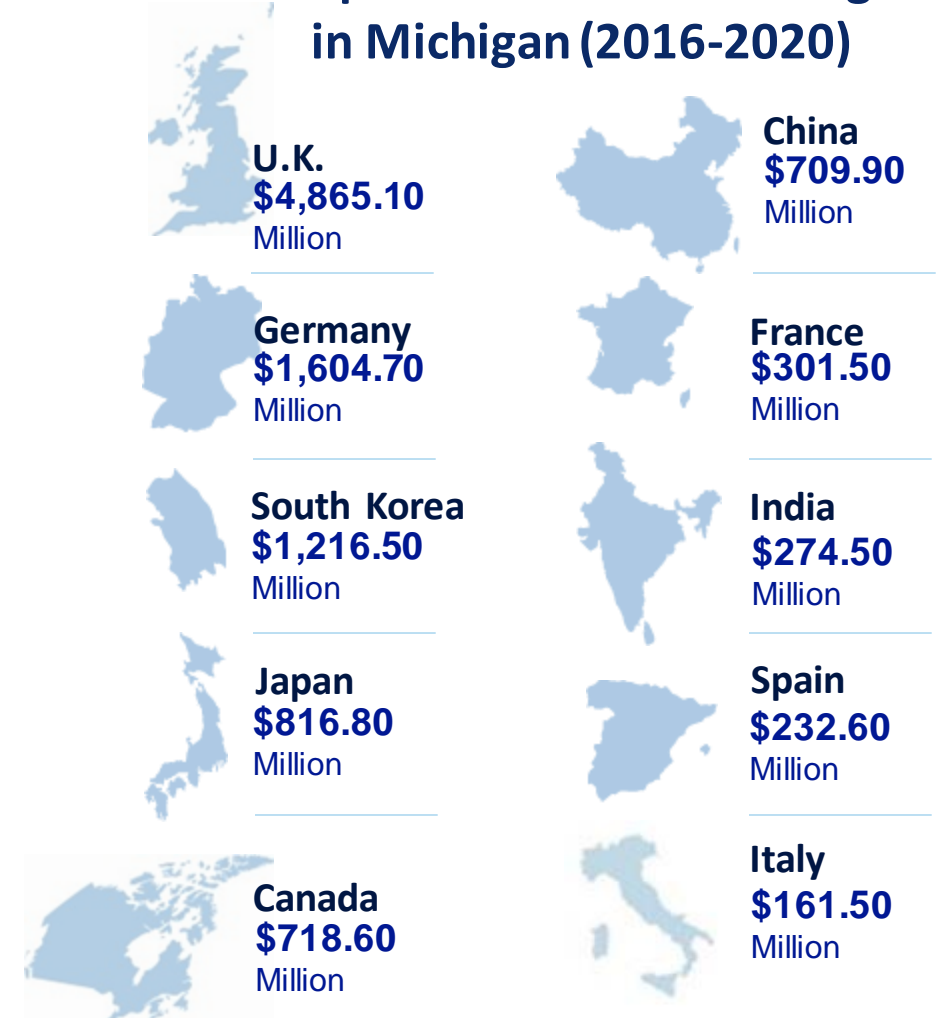 in Michigan (2016-2020)
U.K.
$4,865.10
Million
Germany
$1,604.70
Million
South Korea
$1,216.50
Million
Japan
$816.80
Million
Canada
$718.60
Million
China
$709.90
Million
France
$301.50
Million
India
$274.50
Million
Spain
$232.60
Million
Italy
$161.50
Million